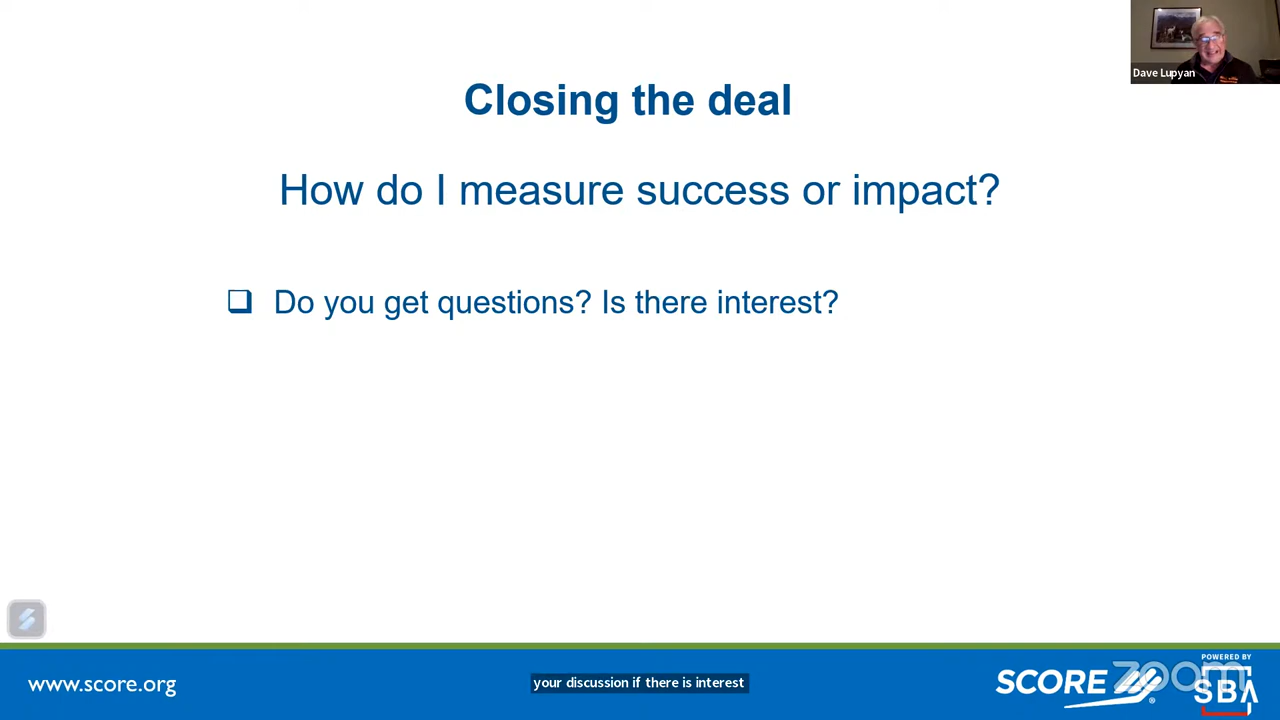 Dave Lupyan
Closing the deal
How do I measure success or impact?
❑ Do you get questions? Is there interest?
www.score.org
your discussion if there is interest
SCORE
®
zoom
POWERED BY
SBA